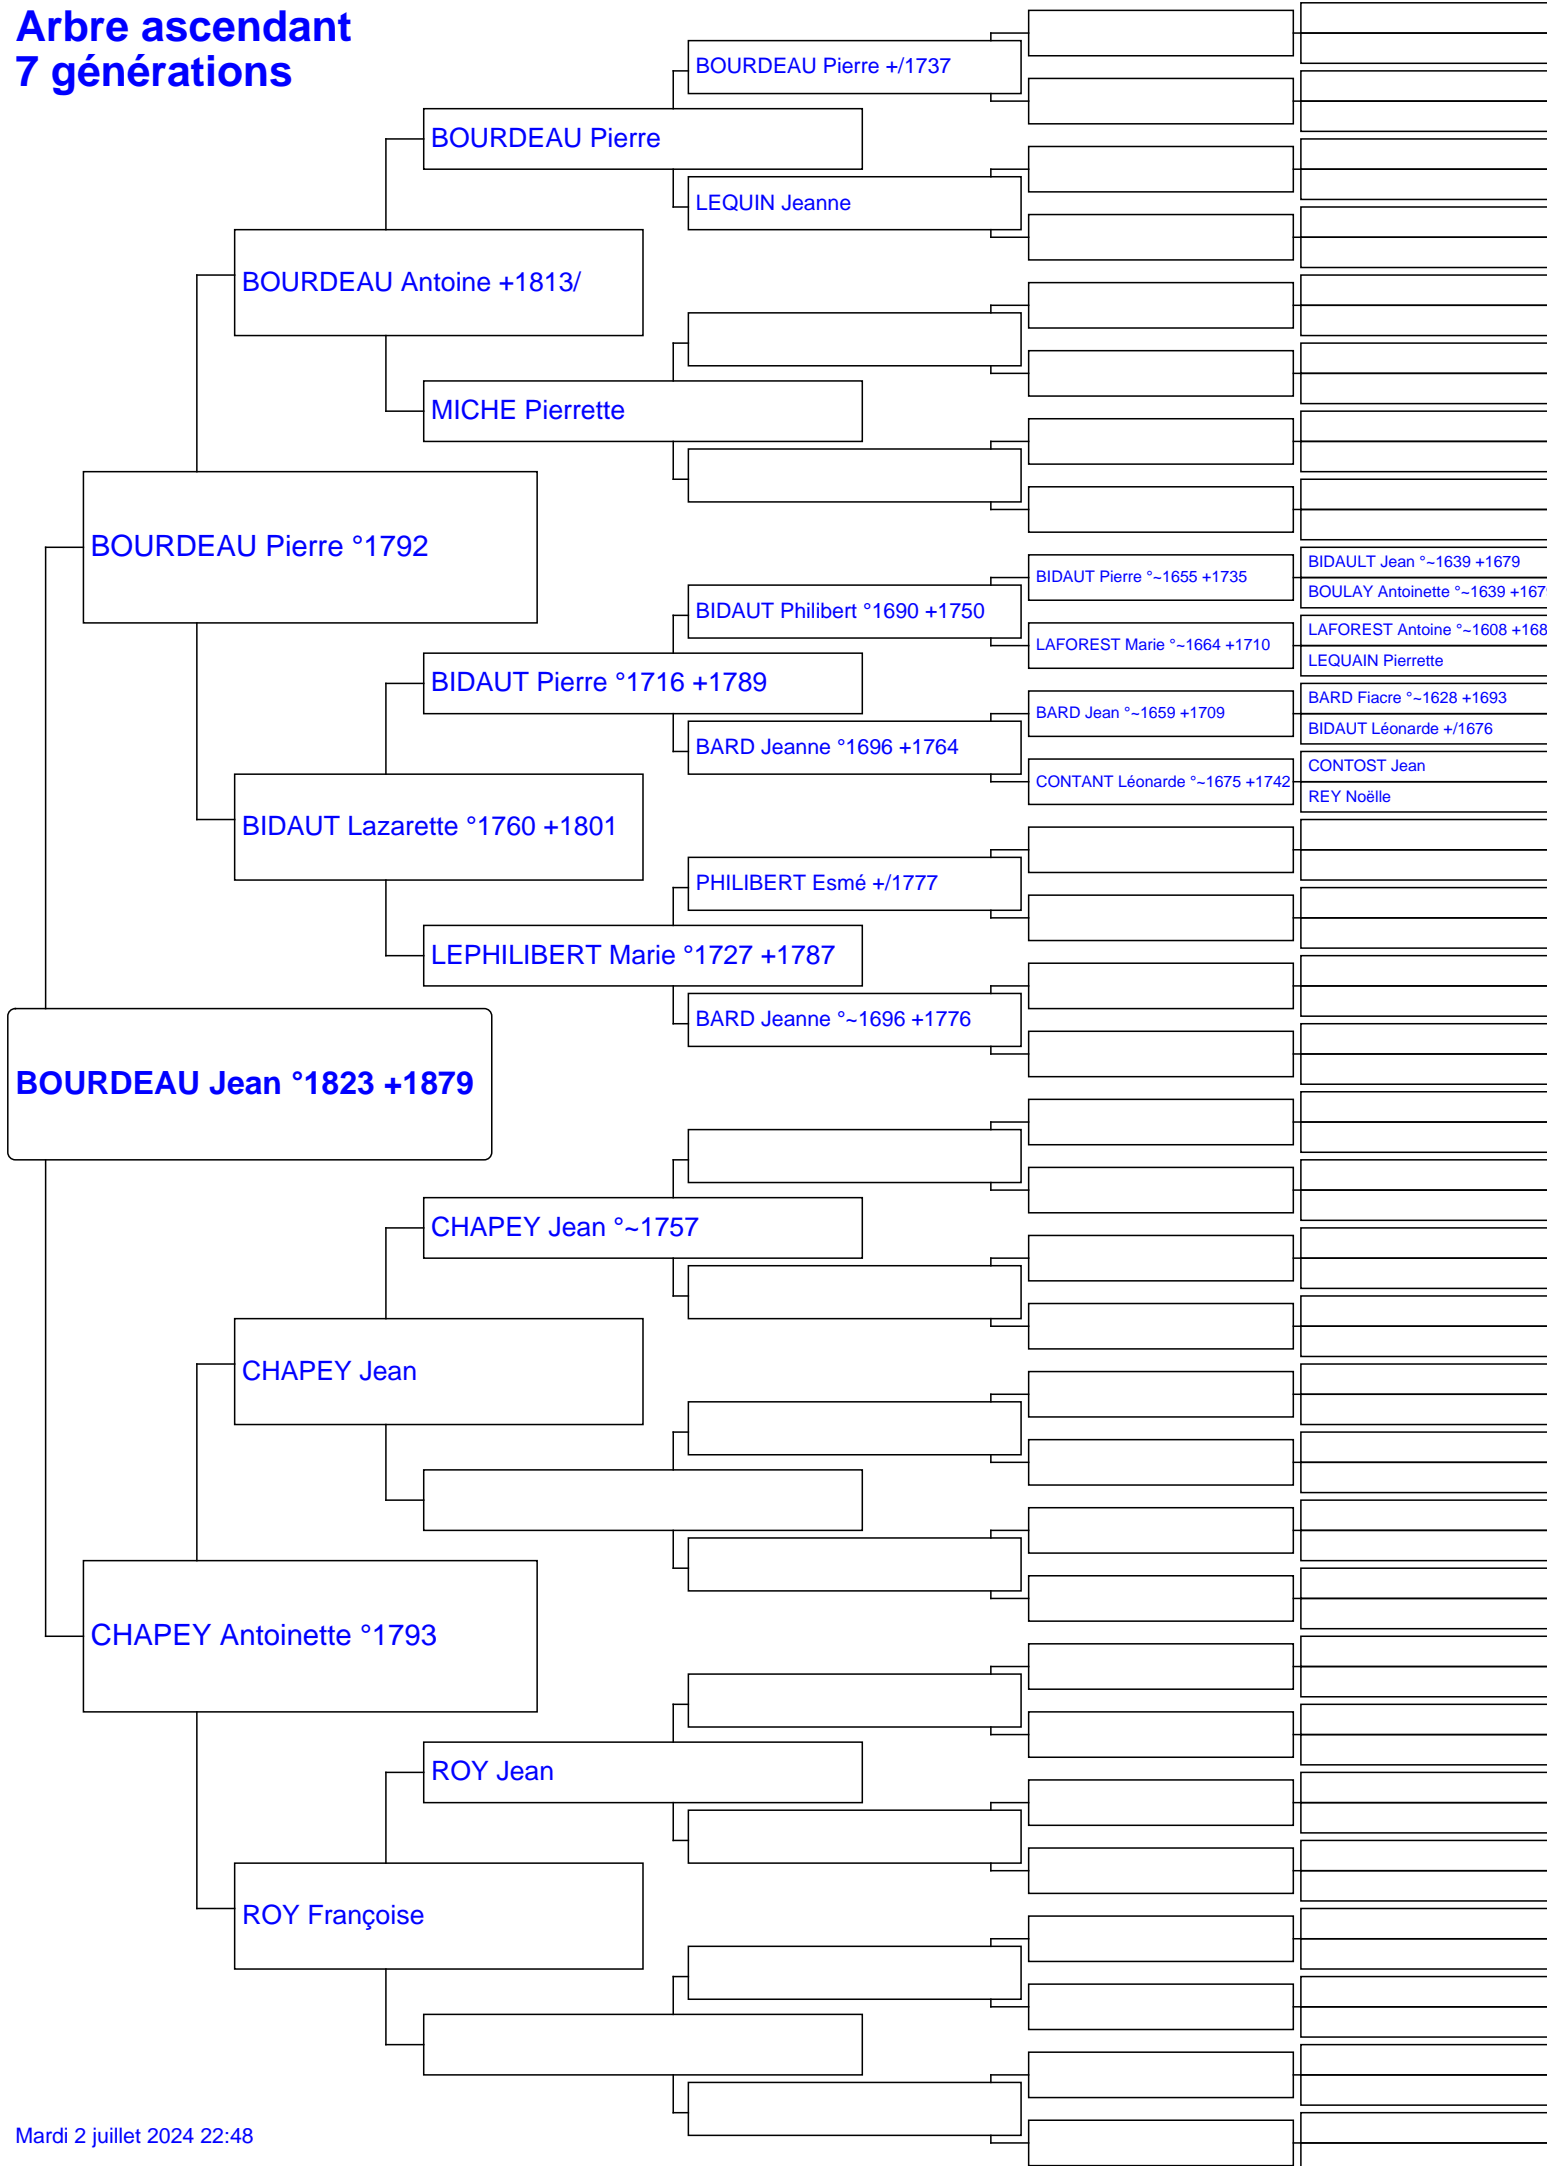 Arbre ascendant
7 générations
BOURDEAU Pierre +/1737
BOURDEAU Pierre
LEQUIN Jeanne
BOURDEAU Antoine +1813/
MICHE Pierrette
BOURDEAU Pierre °1792
BIDAULT Jean °~1639 +1679
BIDAUT Pierre °~1655 +1735
BOULAY Antoinette °~1639 +167
BIDAUT Philibert °1690 +1750
LAFOREST Antoine °~1608 +168
LAFOREST Marie °~1664 +1710
LEQUAIN Pierrette
BIDAUT Pierre °1716 +1789
BARD Fiacre °~1628 +1693
BARD Jean °~1659 +1709
BIDAUT Léonarde +/1676
BARD Jeanne °1696 +1764
CONTOST Jean
CONTANT Léonarde °~1675 +1742
REY Noëlle
BIDAUT Lazarette °1760 +1801
PHILIBERT Esmé +/1777
LEPHILIBERT Marie °1727 +1787
BARD Jeanne °~1696 +1776
BOURDEAU Jean °1823 +1879
CHAPEY Jean °~1757
CHAPEY Jean
CHAPEY Antoinette °1793
ROY Jean
ROY Françoise
Mardi 2 juillet 2024 22:48